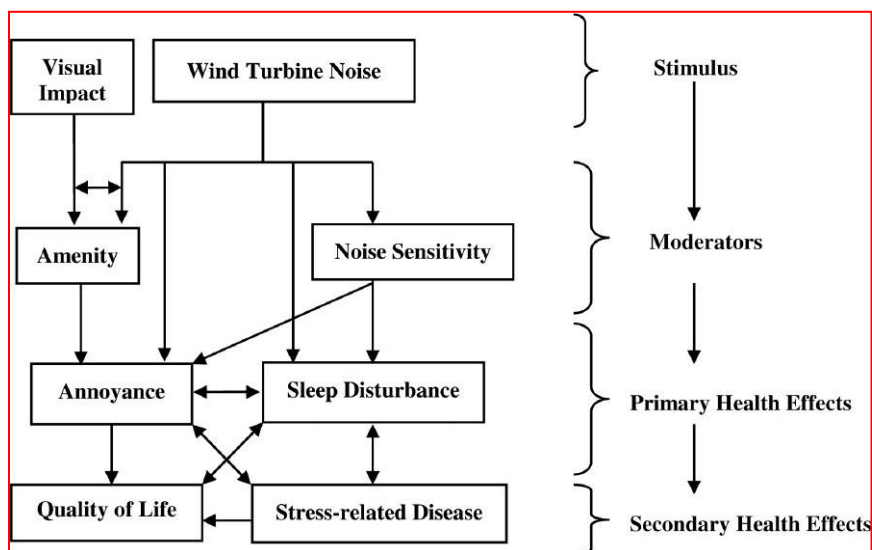 Visual
Impact
Wind Turbine Noise
Stimulus
Amenity
Noise Sensitivity
Moderators
Annoyance
Sleep Disturbance
Primary Health Effects
Quality of Life
Stress-related Disease
Secondary Health Effects